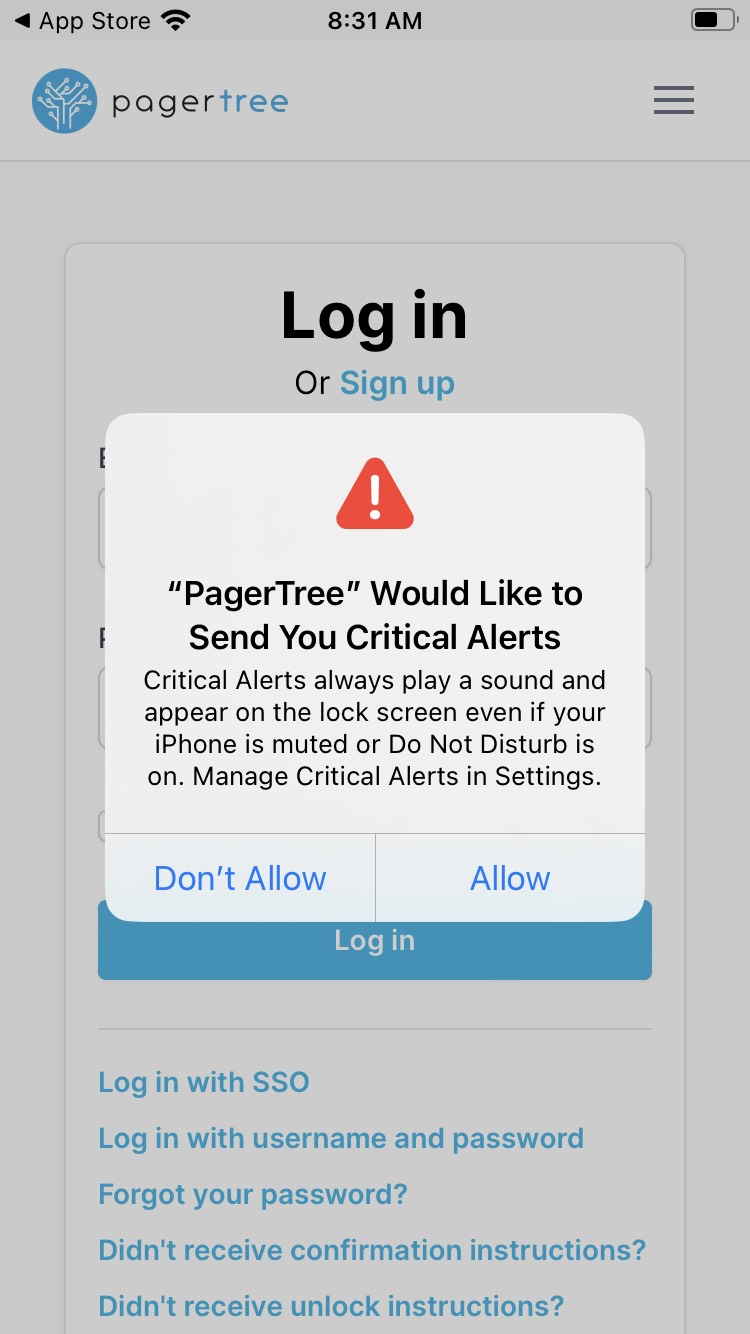 ◀ App Store 8:31 AM
pagertree
Log in
Or Sign up
“PagerTree” Would Like to
Send You Critical Alerts
Critical Alerts always play a sound and
appear on the lock screen even if your
iPhone is muted or Do Not Disturb is
on. Manage Critical Alerts in Settings.
Don’t Allow Allow
Log in
Log in with SSO
Log in with username and password
Forgot your password?
Didn't receive confirmation instructions?
Didn't receive unlock instructions?